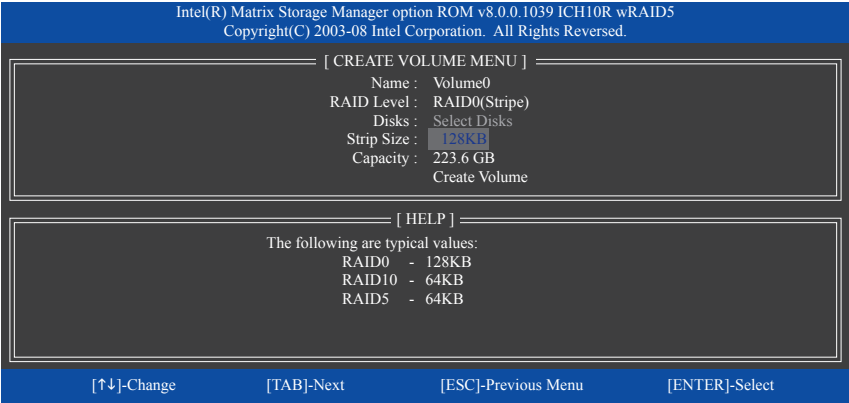 Intel(R) Matrix Storage Manager option ROM v8.0.0.1039 ICH10R wRAID5
Copyright(C) 2003-08 Intel Corporation.  All Rights Reversed.
[ CREATE VOLUME MENU ]
Name : Volume0
RAID Level : RAID0(Stripe)
Disks : Select Disks
Strip Size : 128KB
Capacity : 223.6 GB
Create Volume
[ HELP ]
The following are typical values:
RAID0 - 128KB
RAID10 - 64KB
RAID5 - 64KB
[↑↓]-Change [TAB]-Next [ESC]-Previous Menu [ENTER]-Select